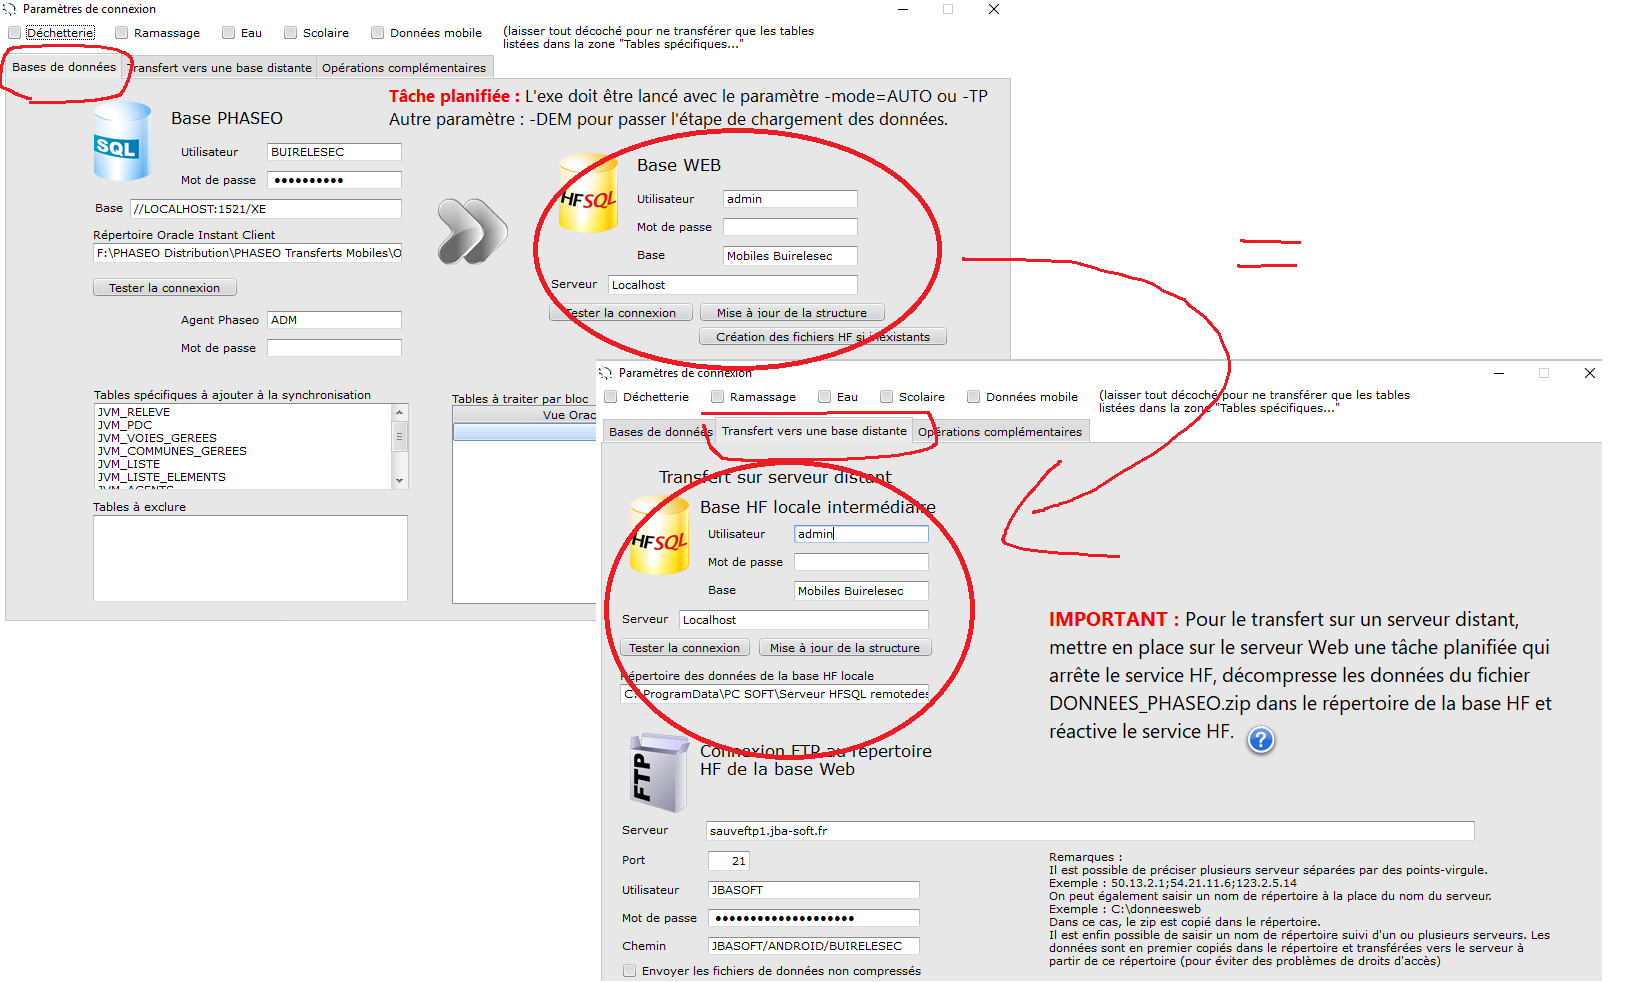 Paramètres de connexion
Déchetterie
Ramassage
Eau
Scolaire
Données mobile
(laisser tout décoché pour ne transférer que les tables
listées dans la zone "Tables spécifiques..."
Bases de données
Transfert vers une base distante
Opérations complémentaires
Tâche planifiée : L'exe doit être lancé avec le paramètre -mode=AUTO ou -TP
Autre paramètre : -DEM pour passer l'étape de chargement des données.
SQL
Base PHASEO
Utilisateur
BUIRELESEC
Mot de passe
••••••••••
Base
//LOCALHOST:1521/XE
Répertoire Oracle Instant Client
F:\PHASEO Distribution\PHASEO Transferts Mobiles\O
Tester la connexion
Agent Phaseo
ADM
Mot de passe
HFSQL
Base WEB
Utilisateur
admin
Mot de passe
Base
Mobiles Buirelesec
Serveur
Localhost
Tester la connexion
Mise à jour de la structure
Création des fichiers HF si inexistants
Tables spécifiques à ajouter à la synchronisation
JVM_RELEVE
JVM_PDC
JVM_VOIES_GEREES
JVM_COMMUNES_GEREES
JVM_LISTE
JVM_LISTE_ELEMENTS
JVM_AGENTS
Tables à exclure
Tables à traiter par bloc
Vue Orac
Paramètres de connexion
Déchetterie
Ramassage
Eau
Scolaire
Données mobile
(laisser tout décoché pour ne transférer que les tables
listées dans la zone "Tables spécifiques..."
Bases de données
Transfert vers une base distante
Opérations complémentaires
Transfert sur serveur distant
HFSQL
Base HF locale intermédiaire
Utilisateur
admin
Mot de passe
Base
Mobiles Buirelesec
Serveur
Localhost
Tester la connexion
Mise à jour de la structure
Répertoire des données de la base HF locale
C:\ProgramData\PC SOFT\Serveur HFSQL remotedes
IMPORTANT : Pour le transfert sur un serveur distant,
mettre en place sur le serveur Web une tâche planifiée qui
arrête le service HF, décompresse les données du fichier
DONNEES_PHASEO.zip dans le répertoire de la base HF et
réactive le service HF.
?
FTP
Connexion FTP au répertoire
HF de la base Web
Serveur
sauveftp1.jba-soft.fr
Port
21
Utilisateur
JBASOFT
Mot de passe
••••••••••••••••••••
Chemin
JBASOFT/ANDROID/BUIRELESEC
Envoyer les fichiers de données non compressés
Remarques :
Il est possible de préciser plusieurs serveur séparées par des points-virgule.
Exemple : 50.13.2.1;54.21.11.6;123.2.5.14
On peut également saisir un nom de répertoire à la place du nom du serveur.
Exemple : C:\donneesweb
Dans ce cas, le zip est copié dans le répertoire.
Il est enfin possible de saisir un nom de répertoire suivi d'un ou plusieurs serveurs. Les
données sont en premier copiés dans le répertoire et transférées vers le serveur à
partir de ce répertoire (pour éviter des problèmes de droits d'accès)